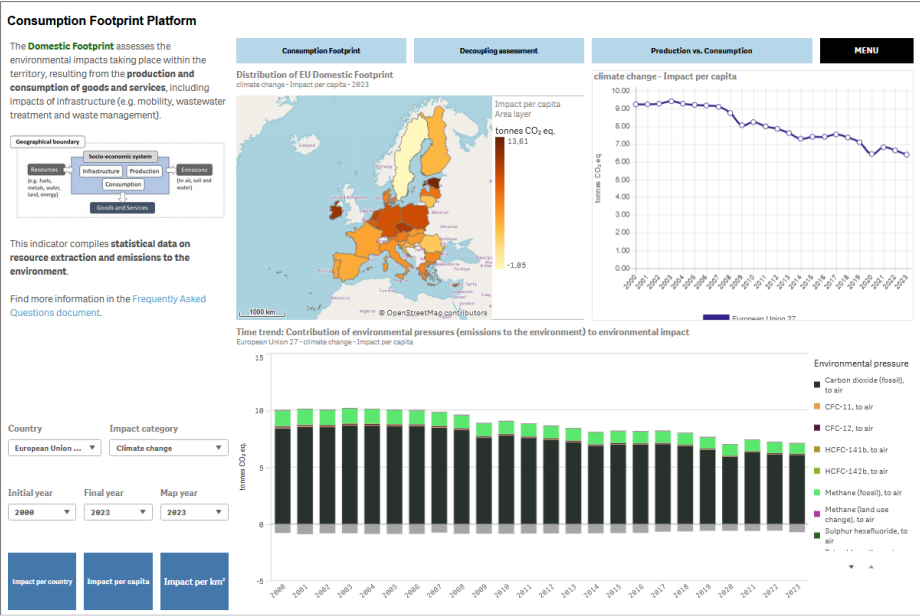 Consumption Footprint Platform
The Domestic Footprint assesses the
environmental impacts taking place within the
territory, resulting from the production and
consumption of goods and services, including
impacts of infrastructure (e.g. mobility, wastewater
treatment and waste management).
Geographical boundary
Socio-economic system
Resources
Infrastructure
Production
Emissions
(e.g. fuels,
metals, water,
land, energy)
Consumption
(to air, soil and
water)
Goods and Services
This indicator compiles statistical data on
resource extraction and emissions to the
environment.
Find more information in the Frequently Asked
Questions document.
Country
Impact category
European Union ...
Climate change
Initial year
Final year
Map year
2000
2023
2023
Impact per country
Impact per capita
Impact per km²
Consumption Footprint
Decoupling assessment
Production vs. Consumption
MENU
Distribution of EU Domestic Footprint
climate change - Impact per capita - 2023
Iceland
Norway
Belarus
Ukraine
Türkiye
Syria
Lebanon
Jordan
Iraq
Morocco
Algeria
1000 km
© OpenStreetMap contributors
Impact per capita
Area layer
tonnes CO₂ eq.
13,61
-1,05
climate change - Impact per capita
tonnes CO₂ eq.
10.00
9.00
8.00
7.00
6.00
5.00
4.00
3.00
2.00
1.00
0.00
2000 2001 2002 2003 2004 2005 2006 2007 2008 2009 2010 2011 2012 2013 2014 2015 2016 2017 2018 2019 2020 2021 2022 2023
European Union 27
Time trend: Contribution of environmental pressures (emissions to the environment) to environmental impact
European Union 27 - climate change - Impact per capita
tonnes CO₂ eq.
15
10
5
0
-5
2000 2001 2002 2003 2004 2005 2006 2007 2008 2009 2010 2011 2012 2013 2014 2015 2016 2017 2018 2019 2020 2021 2022 2023
Environmental pressure
Carbon dioxide (fossil),
to air
CFC-11, to air
CFC-12, to air
HCFC-141b, to air
HCFC-142b, to air
Methane (fossil), to air
Methane (land use
change), to air
Sulphur hexafluoride, to
air